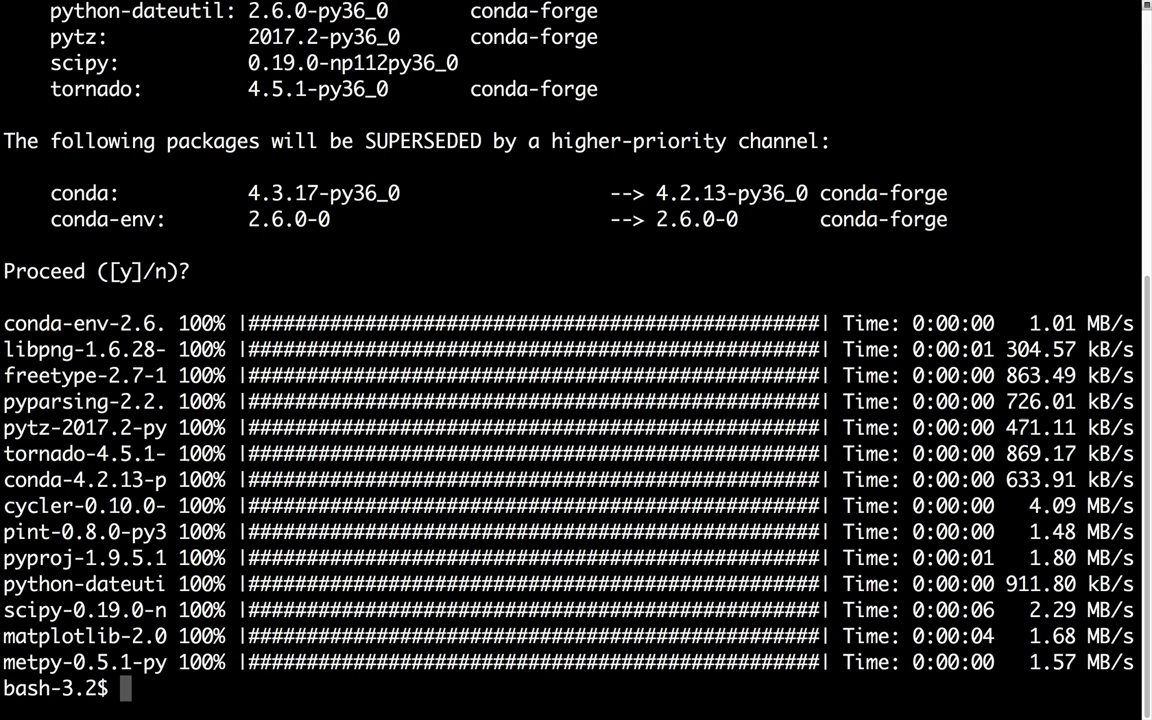 python-dateutil: 2.6.0-py36_0 conda-forge
pytz: 2017.2-py36_0 conda-forge
scipy: 0.19.0-np112py36_0
tornado: 4.5.1-py36_0 conda-forge
The following packages will be SUPERSEDED by a higher-priority channel:
conda: 4.3.17-py36_0 --> 4.2.13-py36_0 conda-forge
conda-env: 2.6.0-0 --> 2.6.0-0 conda-forge
Proceed ([y]/n)?
conda-env-2.6. 100% |#################################################| Time: 0:00:00 1.01 MB/s
libpng-1.6.28- 100% |#################################################| Time: 0:00:01 304.57 kB/s
freetype-2.7-1 100% |#################################################| Time: 0:00:00 863.49 kB/s
pyparsing-2.2. 100% |#################################################| Time: 0:00:00 726.01 kB/s
pytz-2017.2-py 100% |#################################################| Time: 0:00:00 471.11 kB/s
tornado-4.5.1- 100% |#################################################| Time: 0:00:00 869.17 kB/s
conda-4.2.13-p 100% |#################################################| Time: 0:00:00 633.91 kB/s
cycler-0.10.0- 100% |#################################################| Time: 0:00:00 4.09 MB/s
pint-0.8.0-py3 100% |#################################################| Time: 0:00:00 1.48 MB/s
pyproj-1.9.5.1 100% |#################################################| Time: 0:00:01 1.80 MB/s
python-dateuti 100% |#################################################| Time: 0:00:00 911.80 kB/s
scipy-0.19.0-n 100% |#################################################| Time: 0:00:06 2.29 MB/s
matplotlib-2.0 100% |#################################################| Time: 0:00:04 1.68 MB/s
metpy-0.5.1-py 100% |#################################################| Time: 0:00:00 1.57 MB/s
bash-3.2$